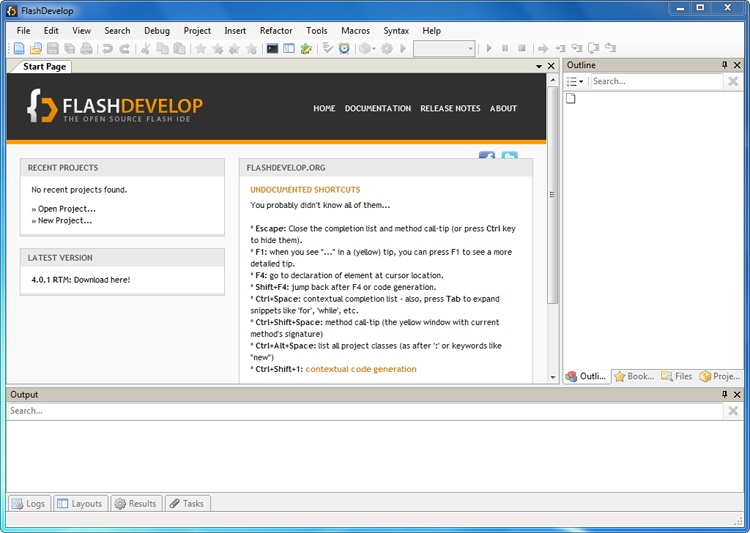 FlashDevelop
File Edit View Search Debug Project Insert Refactor Tools Macros Syntax Help
Start Page
FLASHDEVELOP
THE OPEN SOURCE FLASH IDE
HOME DOCUMENTATION RELEASE NOTES ABOUT
RECENT PROJECTS
No recent projects found.
» Open Project...
» New Project...
LATEST VERSION
4.0.1 RTM: Download here!
FLASHDEVELOP.ORG
UNDOCUMENTED SHORTCUTS
You probably didn't know all of them...
* Escape: Close the completion list and method call-tip (or press Ctrl key
to hide them).
* F1: when you see "..." in a (yellow) tip, you can press F1 to see a more
detailed tip.
* F4: go to declaration of element at cursor location.
* Shift+F4: jump back after F4 or code generation.
* Ctrl+Space: contextual completion list - also, press Tab to expand
snippets like 'for', 'while', etc.
* Ctrl+Shift+Space: method call-tip (the yellow window with current
method's signature)
* Ctrl+Alt+Space: list all project classes (as after ':' or keywords like
"new")
* Ctrl+Shift+1: contextual code generation
Outline
Search...
Outli... Book... Files Proje...
Output
Search...
Logs Layouts Results Tasks